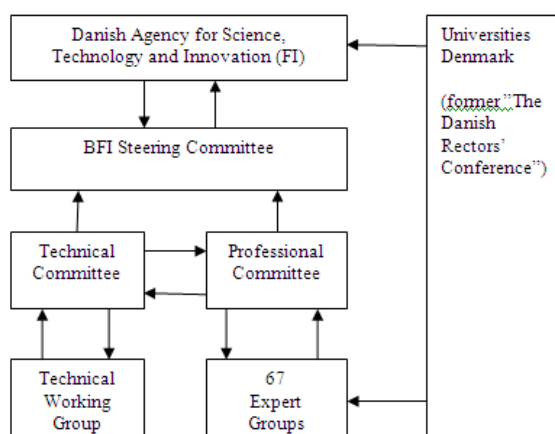 Danish Agency for Science,
Technology and Innovation (FI)
Universities
Denmark
(former "The
Danish
Rectors'
Conference")
BFI Steering Committee
Technical
Committee
Professional
Committee
Technical
Working
Group
67
Expert
Groups